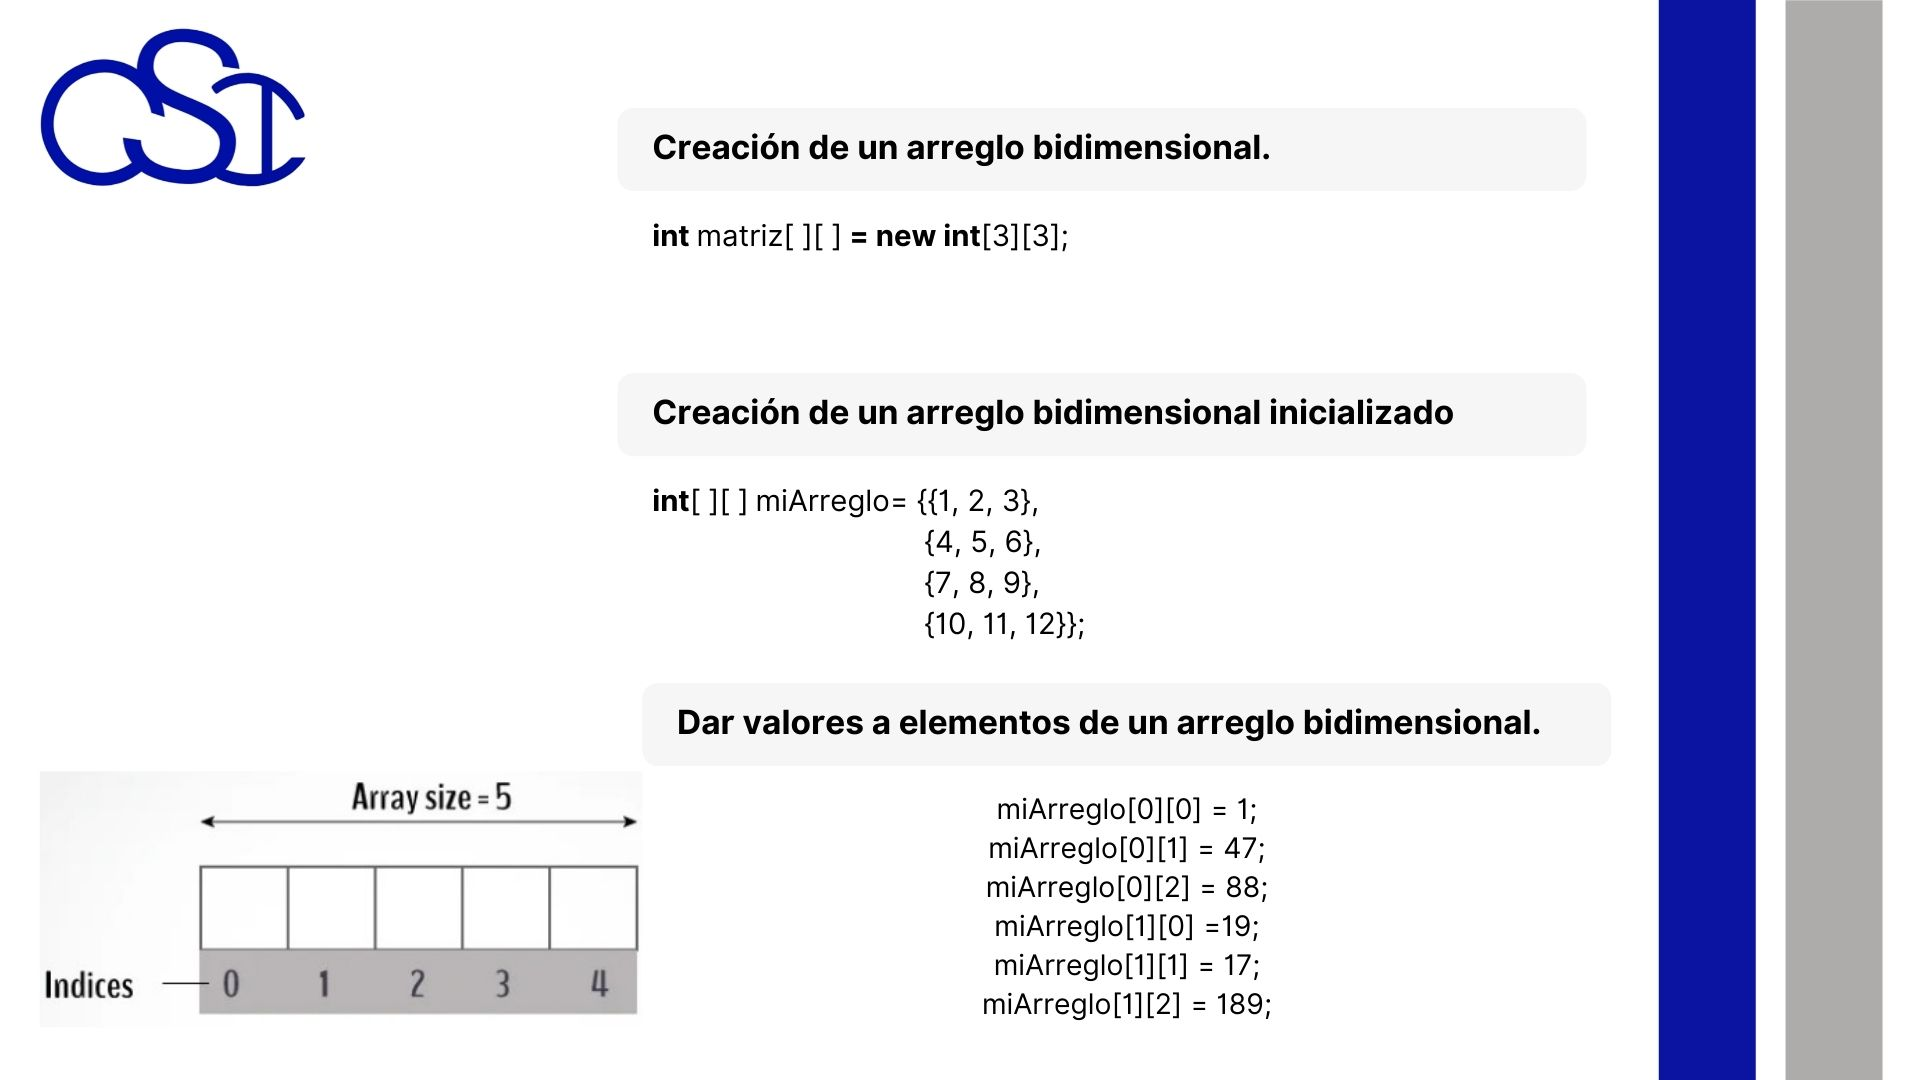 CSTI
Creación de un arreglo bidimensional.
int matriz[ ][ ] = new int[3][3];
Creación de un arreglo bidimensional inicializado
int[ ][ ] miArreglo= {{1, 2, 3},
{4, 5, 6},
{7, 8, 9},
{10, 11, 12}};
Dar valores a elementos de un arreglo bidimensional.
miArreglo[0][0] = 1;
miArreglo[0][1] = 47;
miArreglo[0][2] = 88;
miArreglo[1][0] =19;
miArreglo[1][1] = 17;
miArreglo[1][2] = 189;
Array size = 5
Indices 0 1 2 3 4